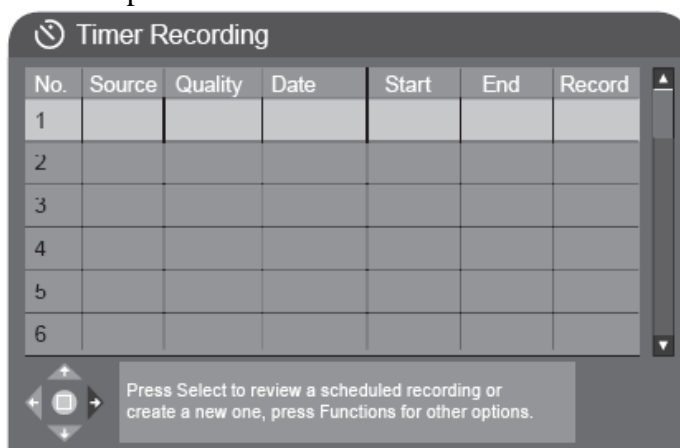 Timer Recording
No. Source Quality Date Start End Record
1
2
3
4
5
6
Press Select to review a scheduled recording or
create a new one, press Functions for other options.